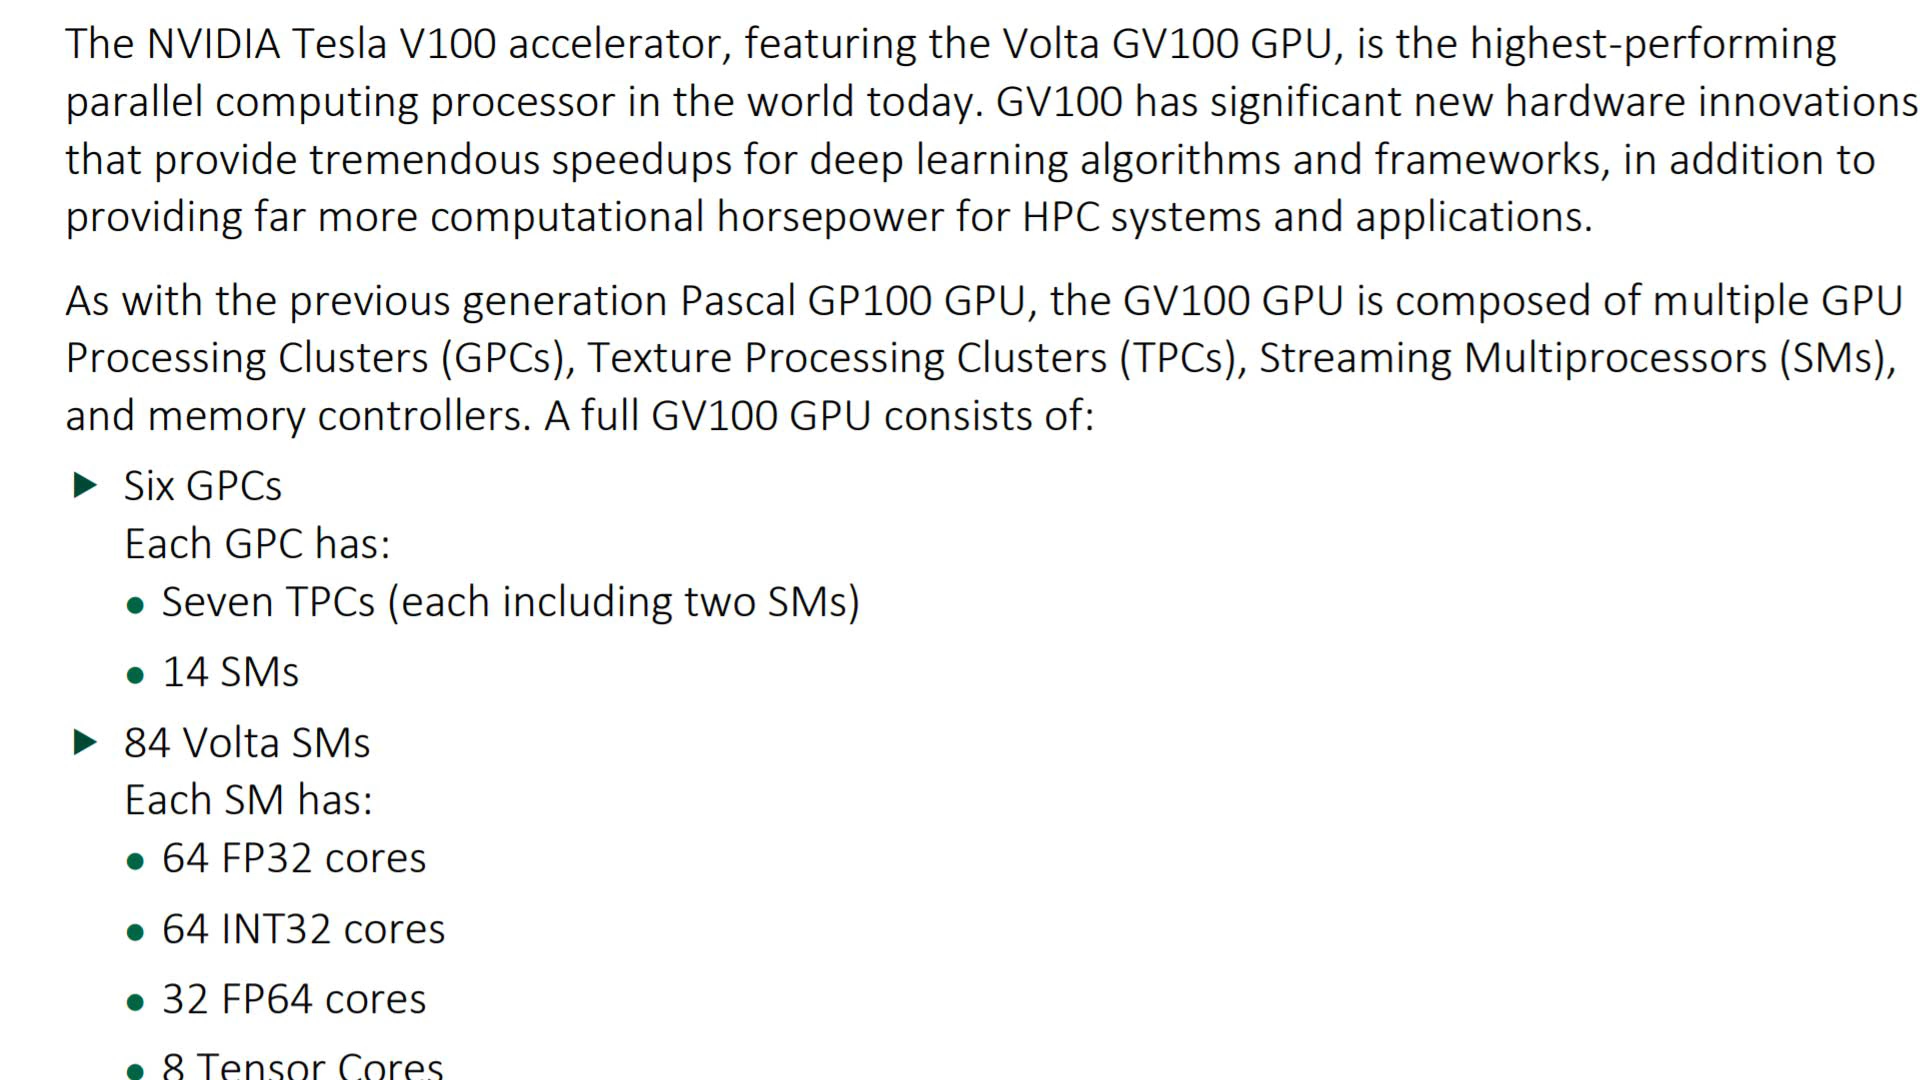 The NVIDIA Tesla V100 accelerator, featuring the Volta GV100 GPU, is the highest-performing
parallel computing processor in the world today. GV100 has significant new hardware innovations
that provide tremendous speedups for deep learning algorithms and frameworks, in addition to
providing far more computational horsepower for HPC systems and applications.
As with the previous generation Pascal GP100 GPU, the GV100 GPU is composed of multiple GPU
Processing Clusters (GPCs), Texture Processing Clusters (TPCs), Streaming Multiprocessors (SMs),
and memory controllers. A full GV100 GPU consists of:
▶ Six GPCs
Each GPC has:
● Seven TPCs (each including two SMs)
● 14 SMs
▶ 84 Volta SMs
Each SM has:
● 64 FP32 cores
● 64 INT32 cores
● 32 FP64 cores
● 8 Tensor Cores